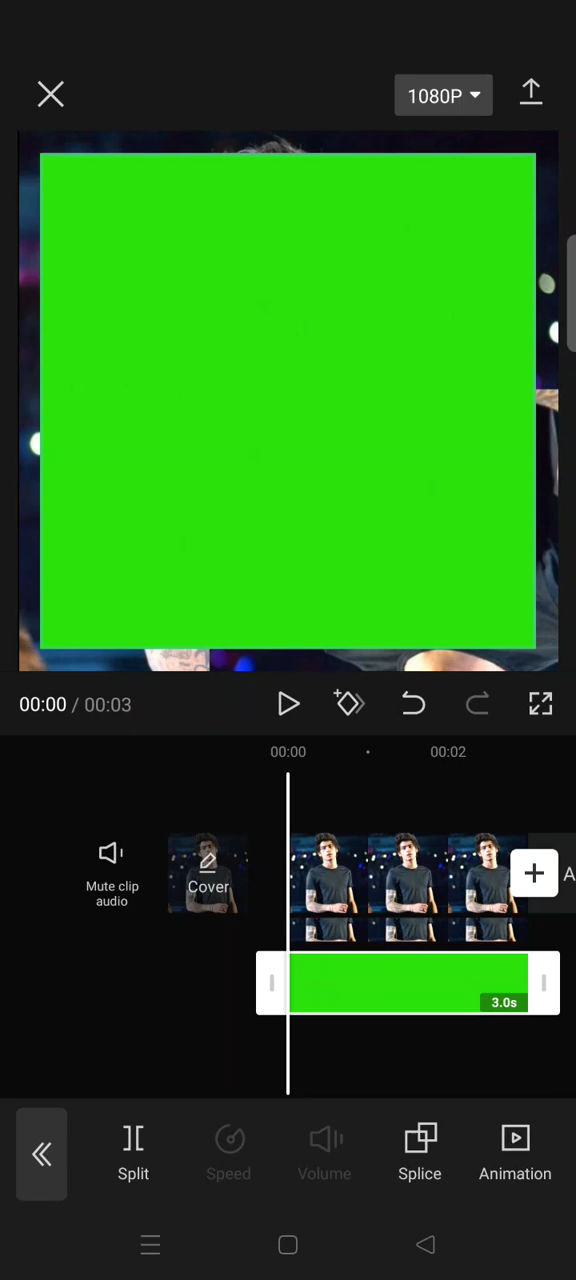 1080P
00:00 / 00:03
00:00
00:02
Mute clip
audio
Cover
A
3.0s
Split
Speed
Volume
Splice
Animation